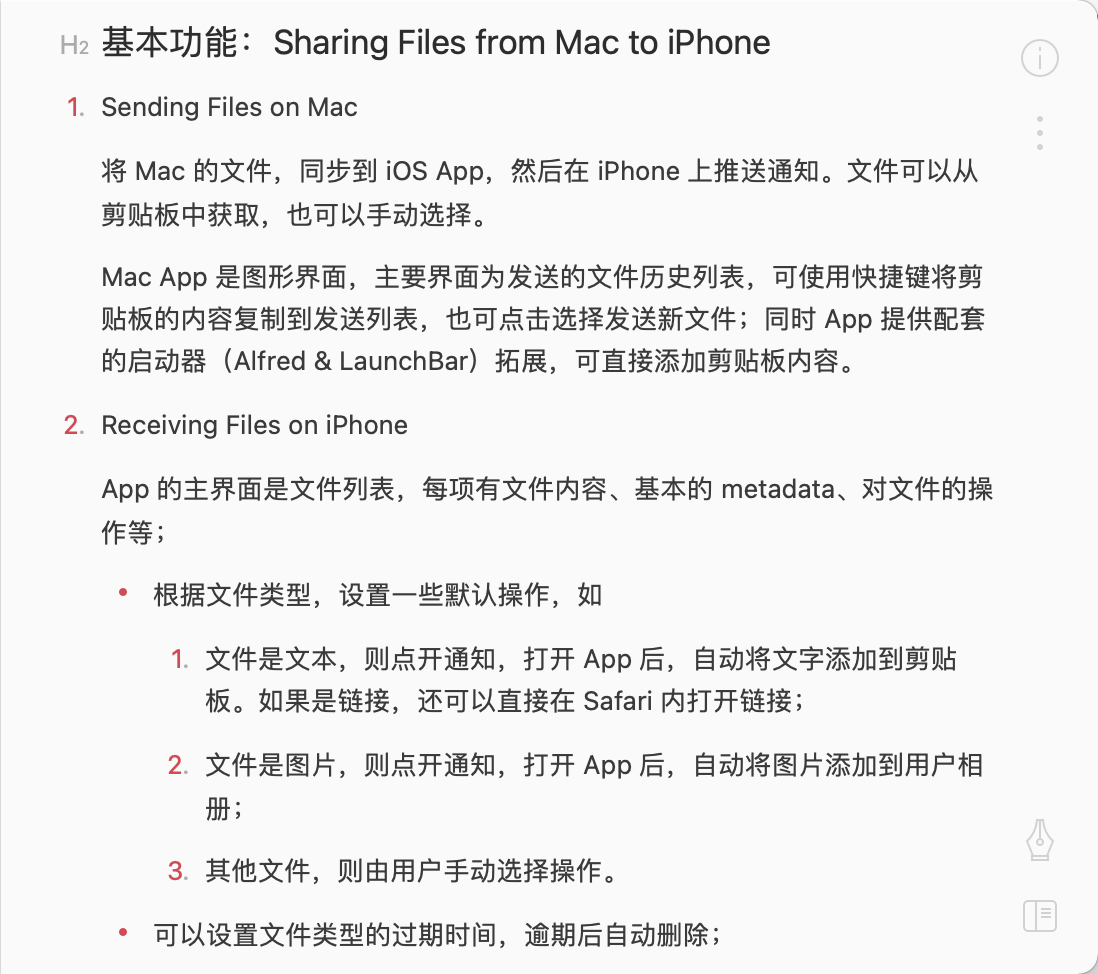 H2 基本功能：Sharing Files from Mac to iPhone
1. Sending Files on Mac
将 Mac 的文件，同步到 iOS App，然后在 iPhone 上推送通知。文件可以从
剪贴板中获取，也可以手动选择。
Mac App 是图形界面，主要界面为发送的文件历史列表，可使用快捷键将剪
贴板的内容复制到发送列表，也可点击选择发送新文件；同时 App 提供配套
的启动器（Alfred & LaunchBar）拓展，可直接添加剪贴板内容。
2. Receiving Files on iPhone
App 的主界面是文件列表，每项有文件内容、基本的 metadata、对文件的操
作等；
• 根据文件类型，设置一些默认操作，如
1. 文件是文本，则点开通知，打开 App 后，自动将文字添加到剪贴
板。如果是链接，还可以直接在 Safari 内打开链接；
2. 文件是图片，则点开通知，打开 App 后，自动将图片添加到用户相
册；
3. 其他文件，则由用户手动选择操作。
• 可以设置文件类型的过期时间，逾期后自动删除；